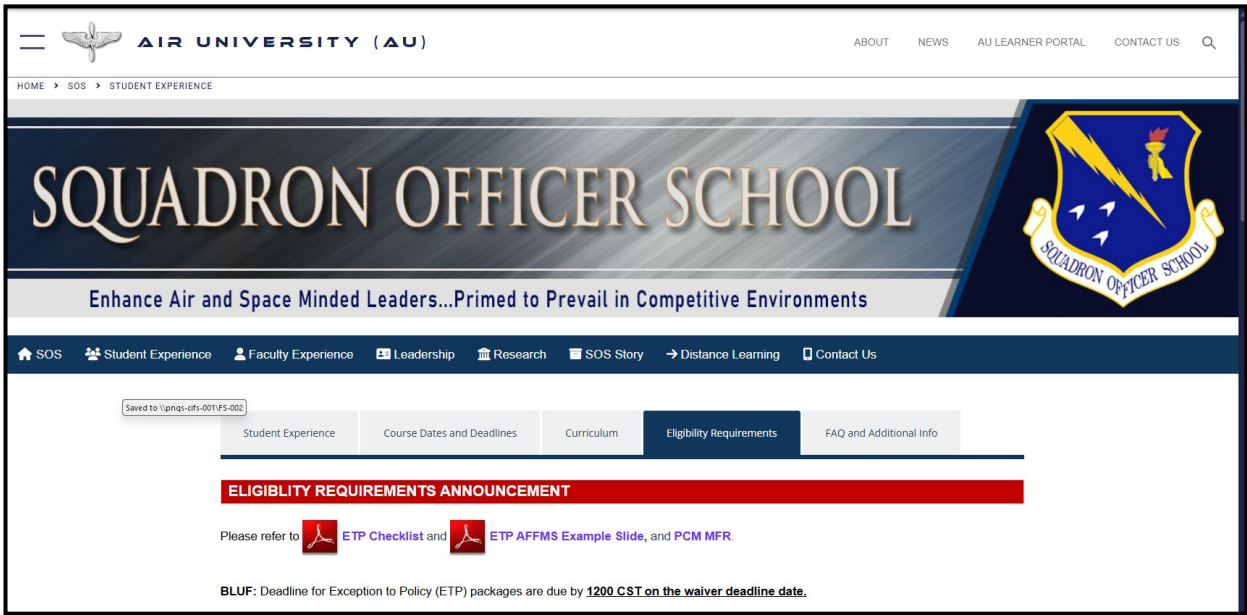 AIR UNIVERSITY (AU)
ABOUT NEWS AU LEARNER PORTAL CONTACT US
HOME > SOS > STUDENT EXPERIENCE
SQUADRON OFFICER SCHOOL
SQUADRON OFFICER SCHOOL
Enhance Air and Space Minded Leaders...Primed to Prevail in Competitive Environments
SOS Student Experience Faculty Experience Leadership Research SOS Story Distance Learning Contact Us
Saved to \\pnqs-cifs-001\FS-002
Student Experience Course Dates and Deadlines Curriculum Eligibility Requirements FAQ and Additional Info
ELIGIBLITY REQUIREMENTS ANNOUNCEMENT
Please refer to ETP Checklist and ETP AFFMS Example Slide, and PCM MFR.
BLUF: Deadline for Exception to Policy (ETP) packages are due by 1200 CST on the waiver deadline date.